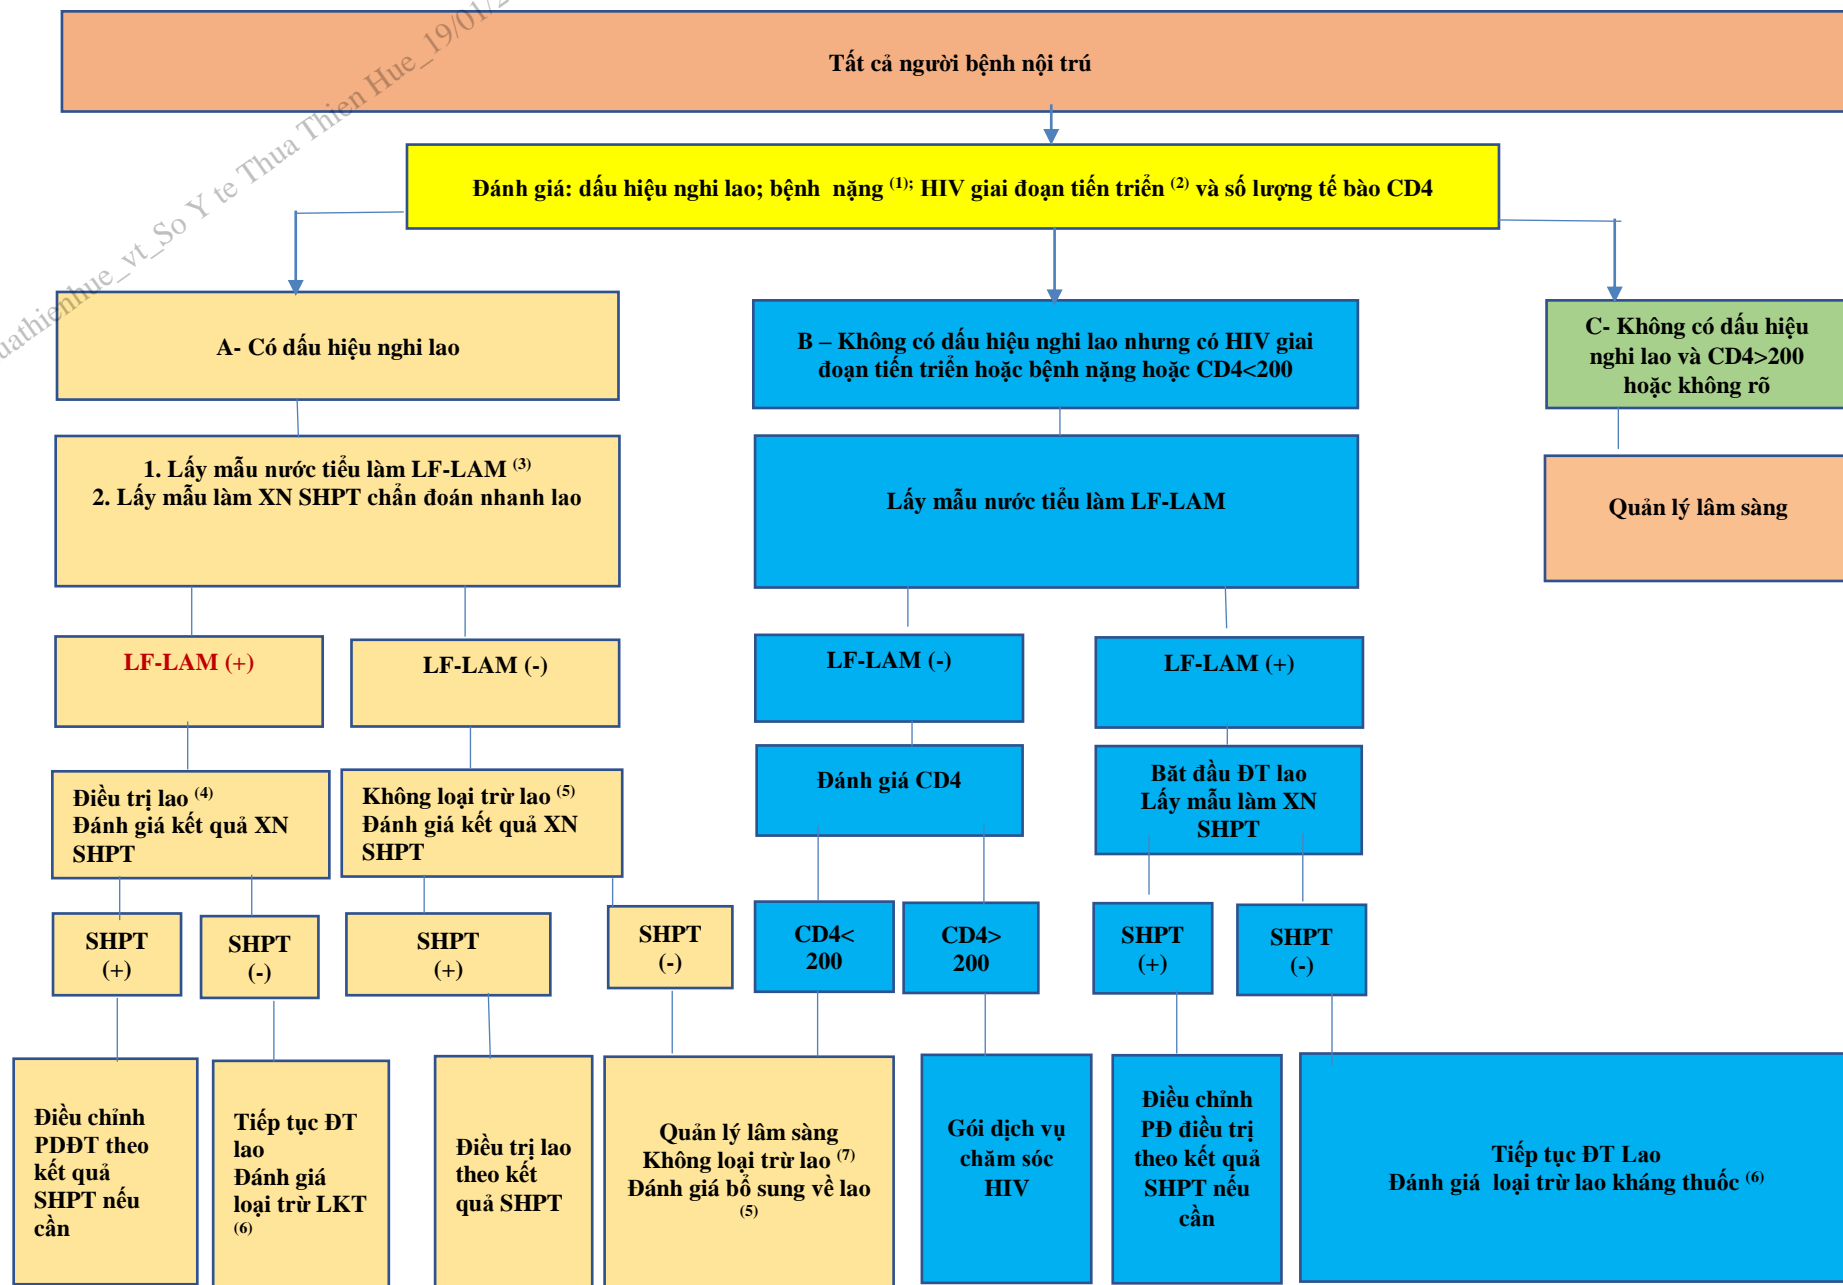 Tất cả người bệnh nội trú
Đánh giá: dấu hiệu nghi lao; bệnh nặng (1); HIV giai đoạn tiến triển (2) và số lượng tế bào CD4
A- Có dấu hiệu nghi lao
B – Không có dấu hiệu nghi lao nhưng có HIV giai
đoạn tiến triển hoặc bệnh nặng hoặc CD4<200
C- Không có dấu hiệu
nghi lao và CD4>200
hoặc không rõ
1. Lấy mẫu nước tiểu làm LF-LAM (3)
2. Lấy mẫu làm XN SHPT chẩn đoán nhanh lao
Lấy mẫu nước tiểu làm LF-LAM
Quản lý lâm sàng
LF-LAM (+)
LF-LAM (-)
LF-LAM (-)
LF-LAM (+)
Điều trị lao (4)
Đánh giá kết quả XN
SHPT
Không loại trừ lao (5)
Đánh giá kết quả XN
SHPT
Đánh giá CD4
Băt đầu ĐT lao
Lấy mẫu làm XN
SHPT
SHPT
(+)
SHPT
(-)
SHPT
(+)
SHPT
(-)
CD4<
200
CD4>
200
SHPT
(+)
SHPT
(-)
Điều chỉnh
PDĐT theo
kết quả
SHPT nếu
cần
Tiếp tục ĐT
lao
Đánh giá
loại trừ LKT
(6)
Điều trị lao
theo kết
quả SHPT
Quản lý lâm sàng
Không loại trừ lao (7)
Đánh giá bổ sung về lao
(5)
Gói dịch vụ
chăm sóc
HIV
Điều chỉnh
PĐ điều trị
theo kết quả
SHPT nếu
cần
Tiếp tục ĐT Lao
Đánh giá loại trừ lao kháng thuốc (6)
uathienhue_vt_So Y te Thua Thien Hue_19/01/2